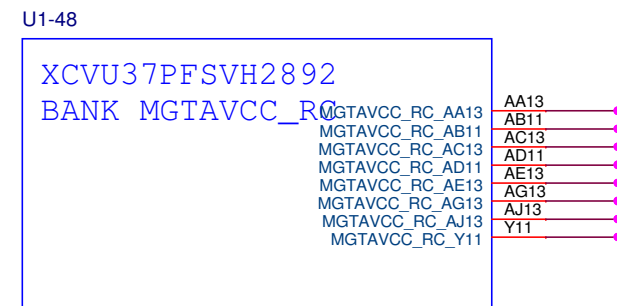 U1-48
XCVU37PFSVH2892
BANK MGTAVCC_RC
MGTAVCC_RC_AA13 AA13
MGTAVCC_RC_AB11 AB11
MGTAVCC_RC_AC13 AC13
MGTAVCC_RC_AD11 AD11
MGTAVCC_RC_AE13 AE13
MGTAVCC_RC_AG13 AG13
MGTAVCC_RC_AJ13 AJ13
MGTAVCC_RC_Y11 Y11